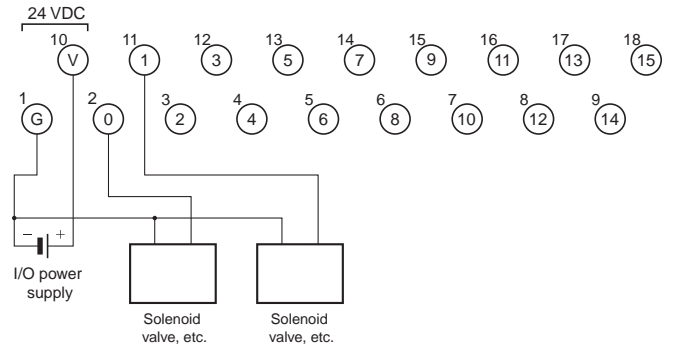 24 VDC
10 11 12 13 14 15 16 17 18
V 1 3 5 7 9 11 13 15
1 2 3 4 5 6 7 8 9
G 0 2 4 6 8 10 12 14
− +
I/O power
supply
Solenoid
valve, etc.
Solenoid
valve, etc.